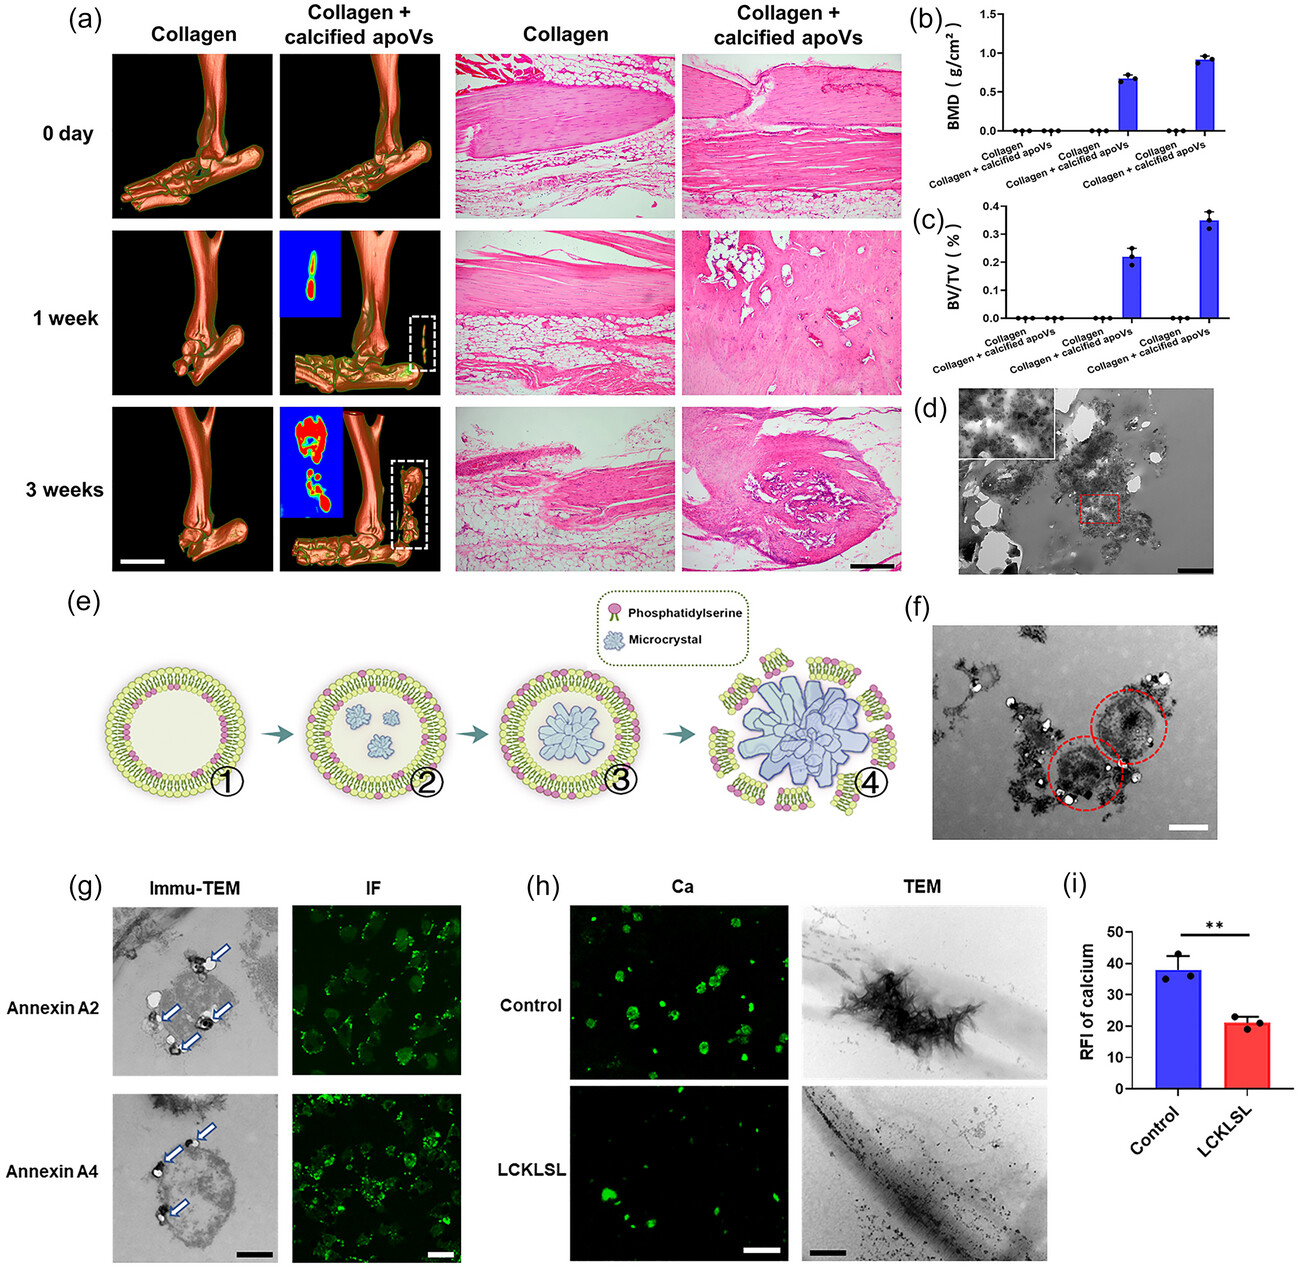 (a)
Collagen
Collagen +
calcified apoVs
Collagen
Collagen +
calcified apoVs
0 day
1 week
3 weeks
(b)
BMD ( g/cm²)
1.5
1.0
0.5
0.0
Collagen
Collagen + calcified apoVs
Collagen
Collagen + calcified apoVs
Collagen
Collagen + calcified apoVs
(c)
BV/TV ( % )
0.4
0.3
0.2
0.1
0.0
Collagen
Collagen + calcified apoVs
Collagen
Collagen + calcified apoVs
Collagen
Collagen + calcified apoVs
(d)
(e)
Phosphatidylserine
Microcrystal
①
②
③
④
(f)
(g)
Immu-TEM
IF
Annexin A2
Annexin A4
(h)
Ca
TEM
Control
LCKLSL
(i)
RFI of calcium
50
40
30
20
10
0
**
Control
LCKLSL